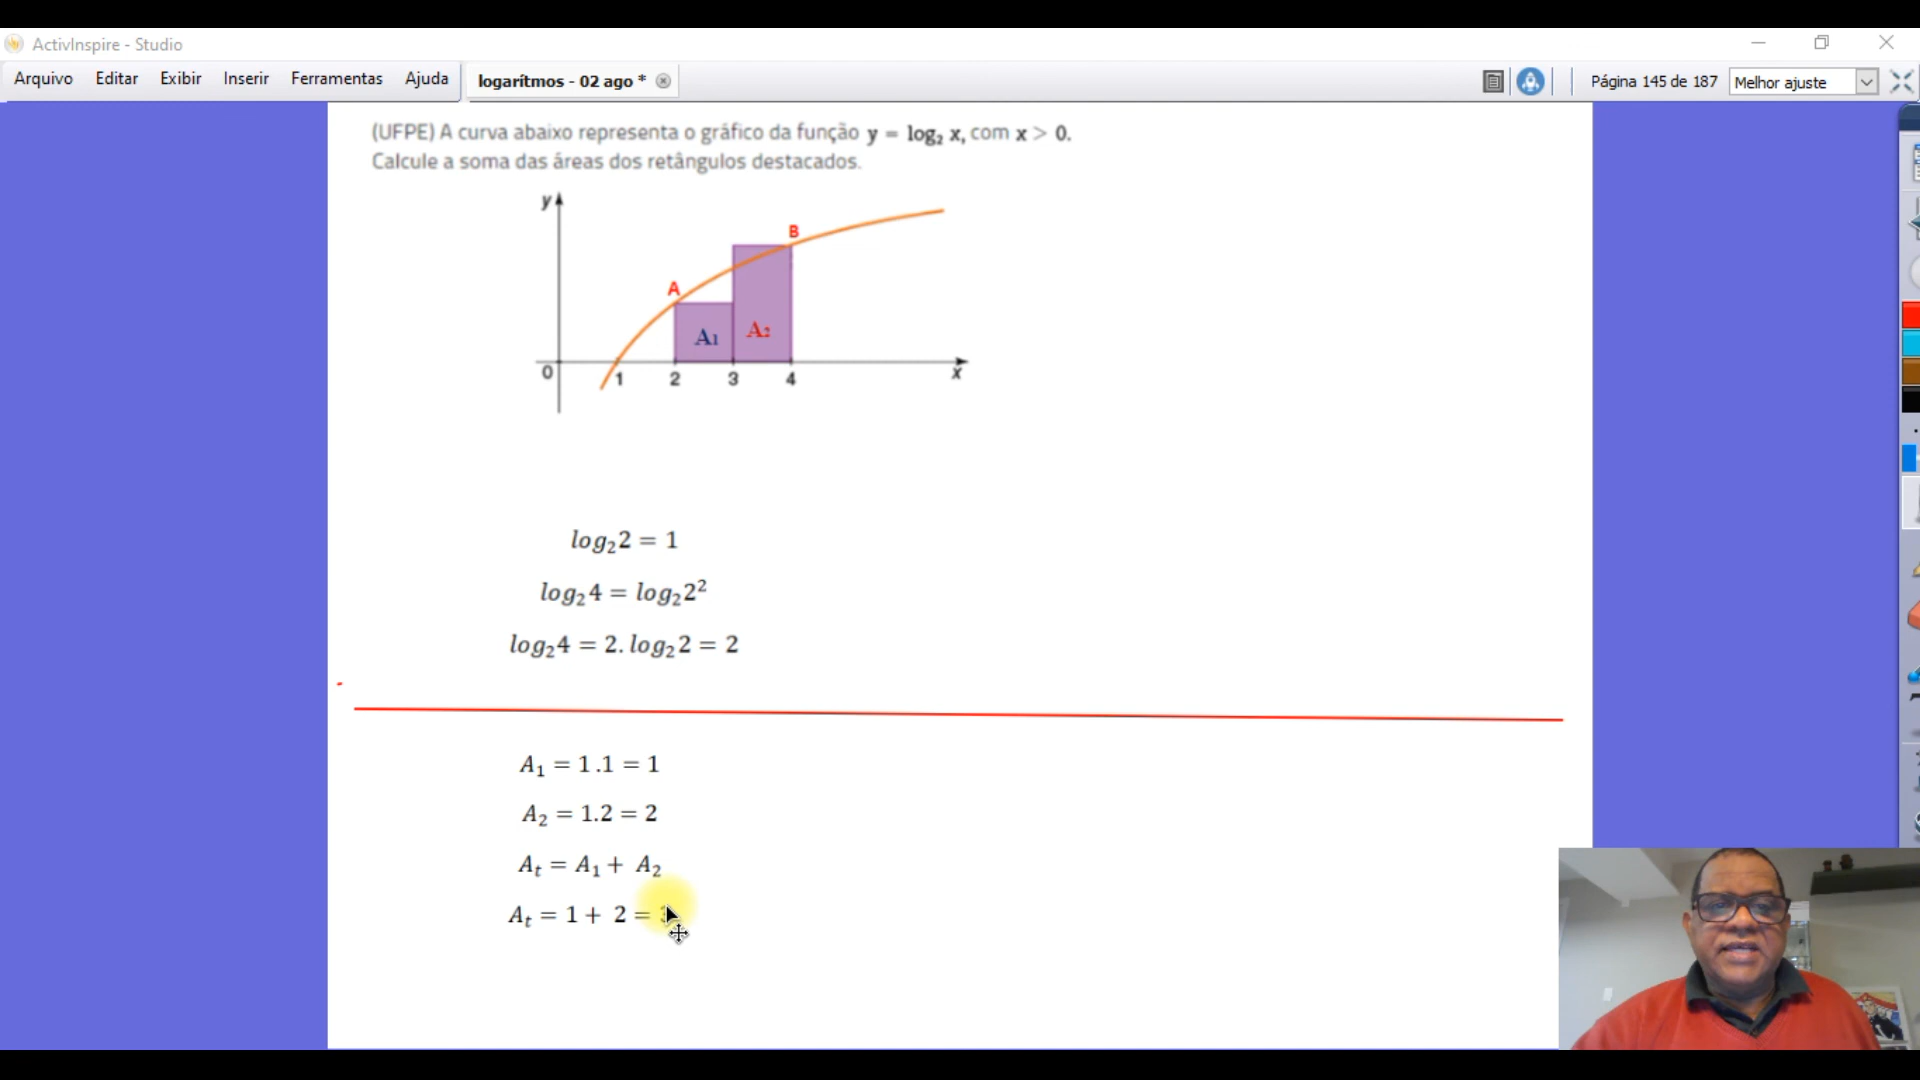 ActivInspire - Studio
Arquivo Editar Exibir Inserir Ferramentas Ajuda
logarítmos - 02 ago *
Página 145 de 187
Melhor ajuste
(UFPE) A curva abaixo representa o gráfico da função y = log₂ x, com x > 0.
Calcule a soma das áreas dos retângulos destacados.
y
B
A
A₁ A₂
0 1 2 3 4 x
log₂2 = 1
log₂4 = log₂2²
log₂4 = 2. log₂2 = 2
A₁ = 1 .1 = 1
A₂ = 1.2 = 2
Aₜ = A₁ + A₂
Aₜ = 1 + 2 =